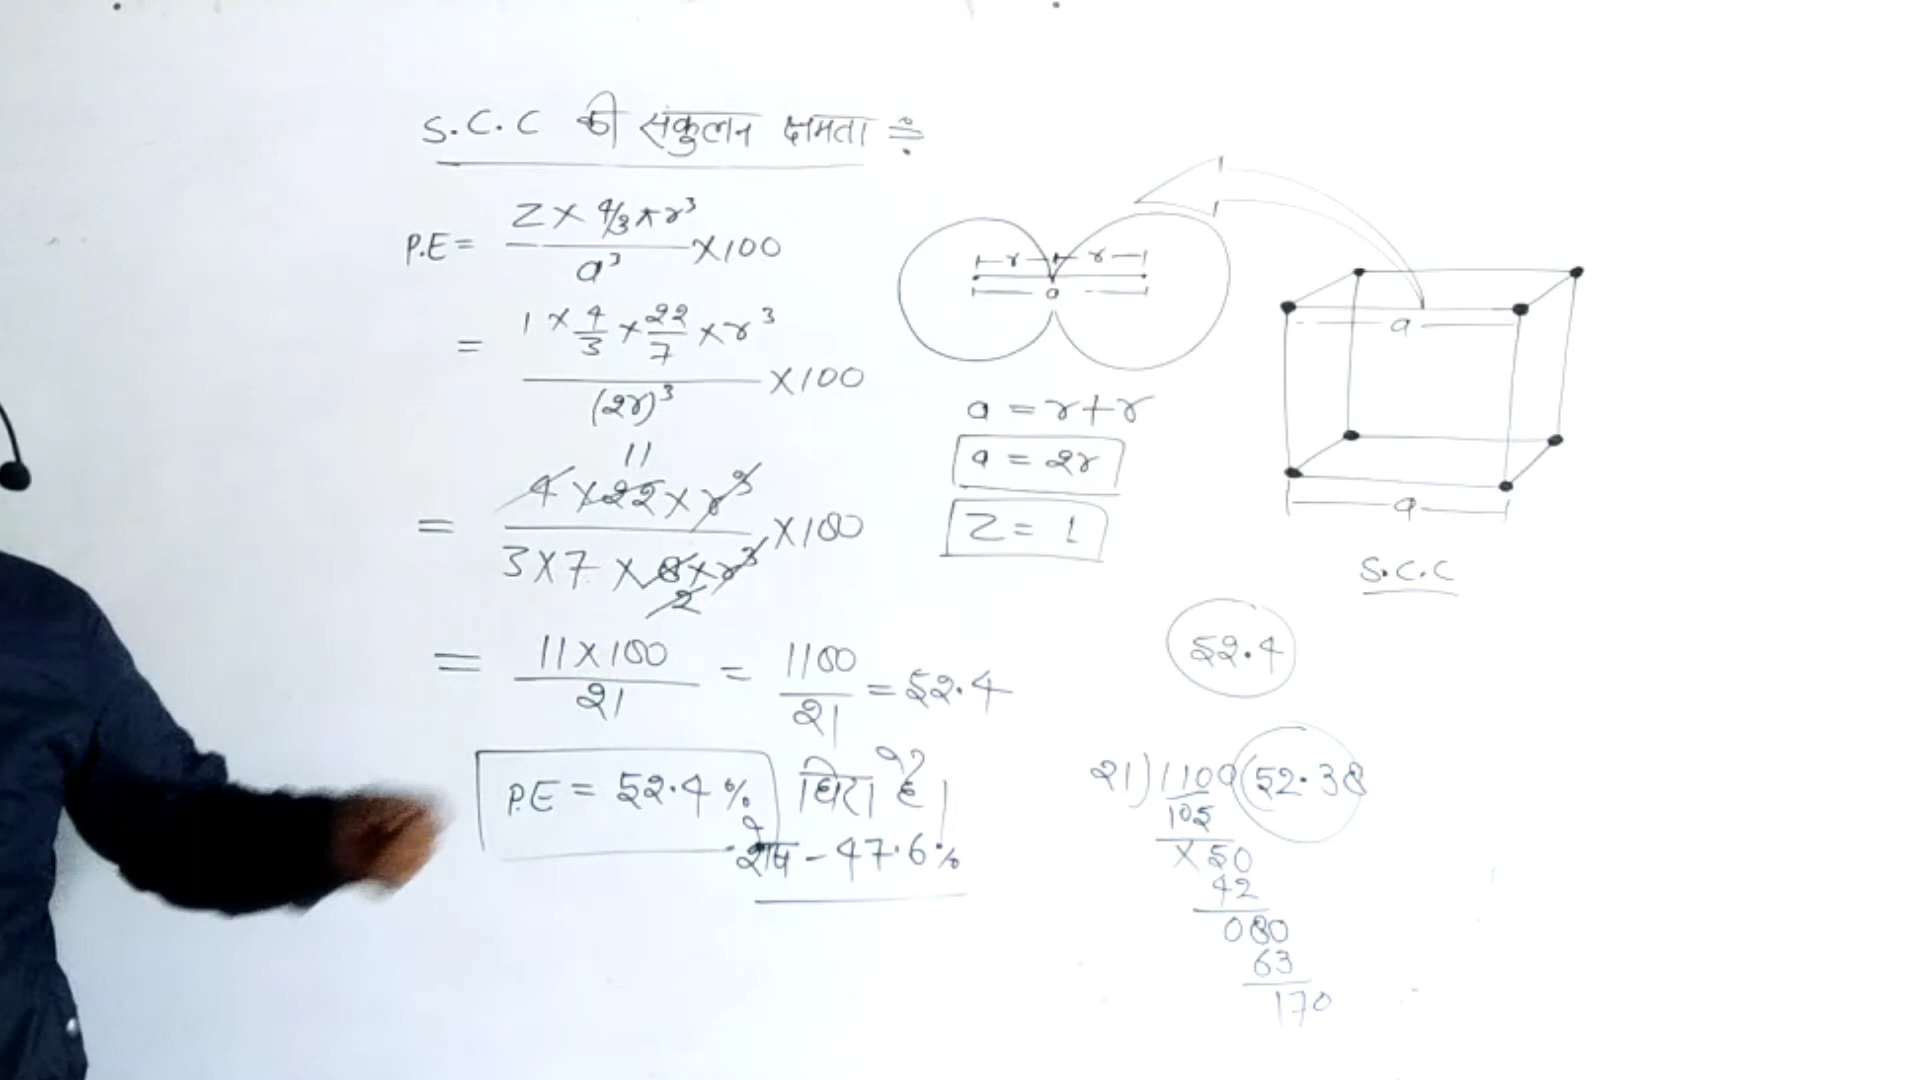 S.C.C की संकुलन क्षमता ÷
P.E = Z × 4/3 π r³ / a³ × 100
= 1 × 4/3 × 22/7 × r³ / (2r)³ × 100
11
= 4 × 22 × r³ / 3 × 7 × 8 × r³ × 100
2
= 11 × 100 / 21 = 1100 / 21 = 52.4
P.E = 52.4 % घिरा है।
शेष - 47.6%
r r
a
a = r + r
a = 2r
Z = 1
a
a
S.C.C
52.4
21)1100(52.38
105
×50
42
080
63
170